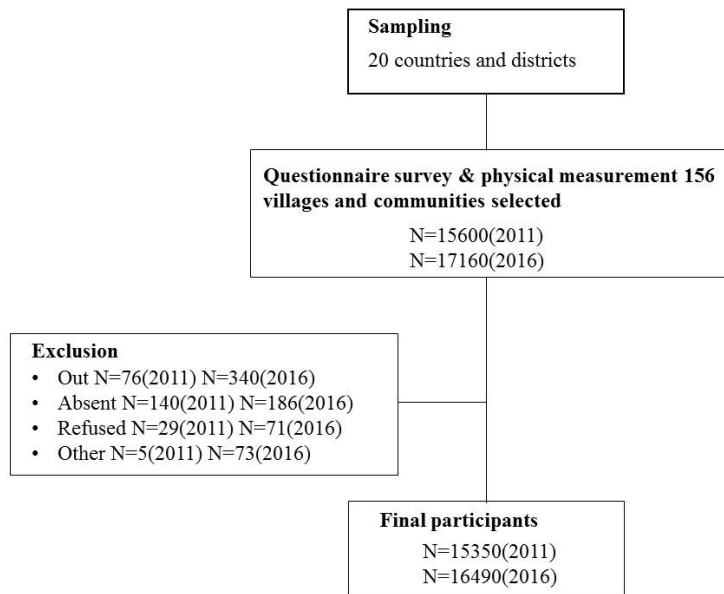 Sampling
20 countries and districts
Questionnaire survey & physical measurement 156
villages and communities selected
N=15600(2011)
N=17160(2016)
Exclusion
• Out N=76(2011) N=340(2016)
• Absent N=140(2011) N=186(2016)
• Refused N=29(2011) N=71(2016)
• Other N=5(2011) N=73(2016)
Final participants
N=15350(2011)
N=16490(2016)